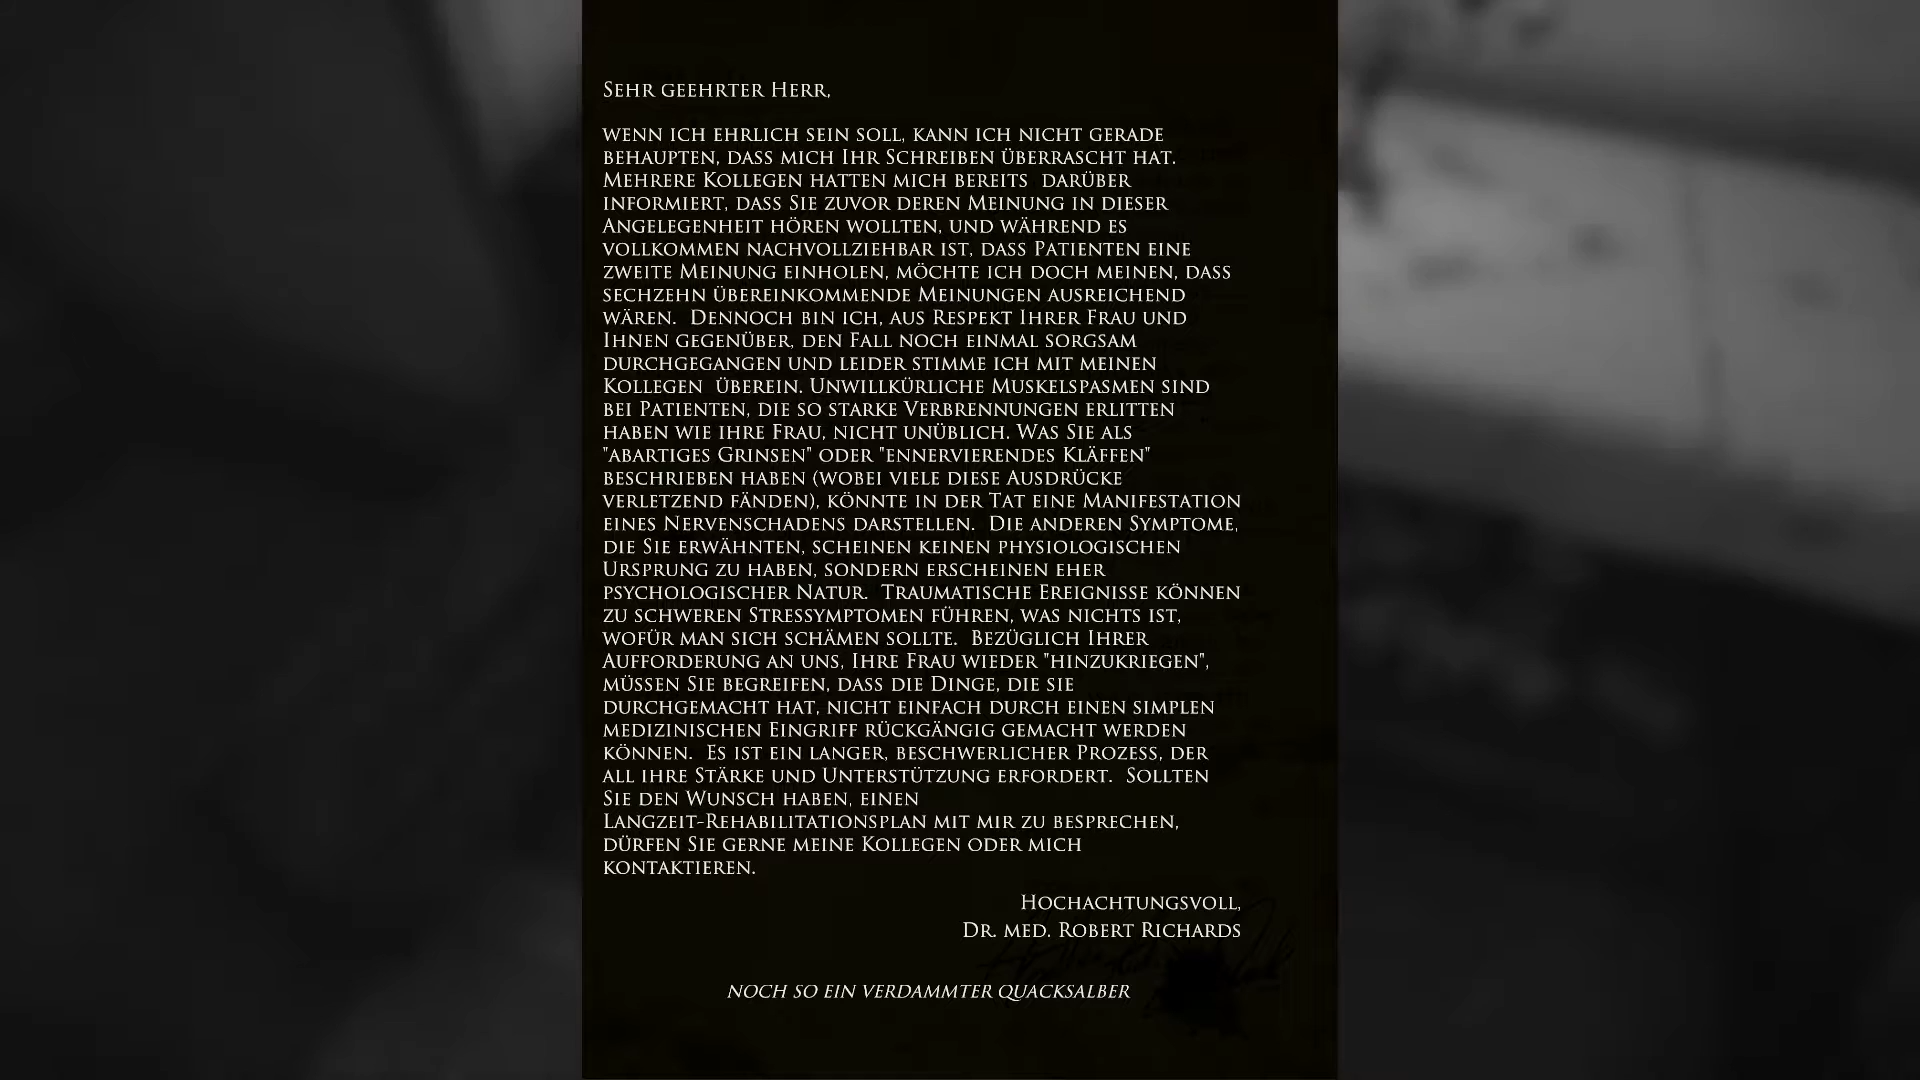 Sehr geehrter Herr,
wenn ich ehrlich sein soll, kann ich nicht gerade
behaupten, dass mich Ihr Schreiben überrascht hat.
Mehrere Kollegen hatten mich bereits  darüber
informiert, dass Sie zuvor deren Meinung in dieser
Angelegenheit hören wollten, und während es
vollkommen nachvollziehbar ist, dass Patienten eine
zweite Meinung einholen, möchte ich doch meinen, dass
sechzehn übereinkommende Meinungen ausreichend
wären.  Dennoch bin ich, aus Respekt Ihrer Frau und
Ihnen gegenüber, den Fall noch einmal sorgsam
durchgegangen und leider stimme ich mit meinen
Kollegen  überein. Unwillkürliche Muskelspasmen sind
bei Patienten, die so starke Verbrennungen erlitten
haben wie ihre Frau, nicht unüblich. Was Sie als
"abartiges Grinsen" oder "ennervierendes Kläffen"
beschrieben haben (wobei viele diese Ausdrücke
verletzend fänden), könnte in der Tat eine Manifestation
eines Nervenschadens darstellen.  Die anderen Symptome,
die Sie erwähnten, scheinen keinen physiologischen
Ursprung zu haben, sondern erscheinen eher
psychologischer Natur.  Traumatische Ereignisse können
zu schweren Stressymptomen führen, was nichts ist,
wofür man sich schämen sollte.  Bezüglich Ihrer
Aufforderung an uns, Ihre Frau wieder "hinzukriegen",
müssen Sie begreifen, dass die Dinge, die sie
durchgemacht hat, nicht einfach durch einen simplen
medizinischen Eingriff rückgängig gemacht werden
können.  Es ist ein langer, beschwerlicher Prozess, der
all ihre Stärke und Unterstützung erfordert.  Sollten
Sie den Wunsch haben, einen
Langzeit-Rehabilitationsplan mit mir zu besprechen,
dürfen Sie gerne meine Kollegen oder mich
kontaktieren.
Hochachtungsvoll,
Dr. med. Robert Richards
noch so ein verdammter Quacksalber